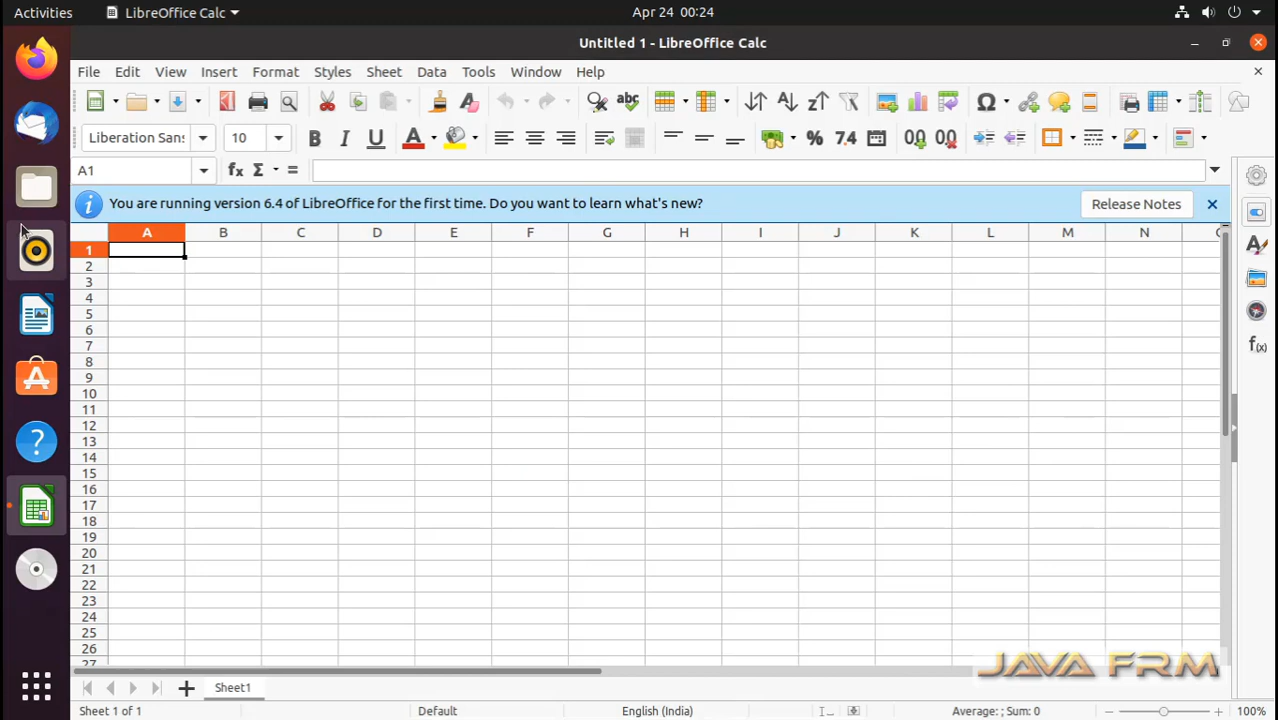 Activities LibreOffice Calc Apr 24 00:24
Untitled 1 - LibreOffice Calc
File Edit View Insert Format Styles Sheet Data Tools Window Help
Liberation Sans 10 % 7.4
A1 fx Σ =
You are running version 6.4 of LibreOffice for the first time. Do you want to learn what's new? Release Notes
A B C D E F G H I J K L M N
1
2
3
4
5
6
7
8
9
10
11
12
13
14
15
16
17
18
19
20
21
22
23
24
25
26
27
JAVA FRM
Sheet1
Sheet 1 of 1 Default English (India) Average: ; Sum: 0 100%